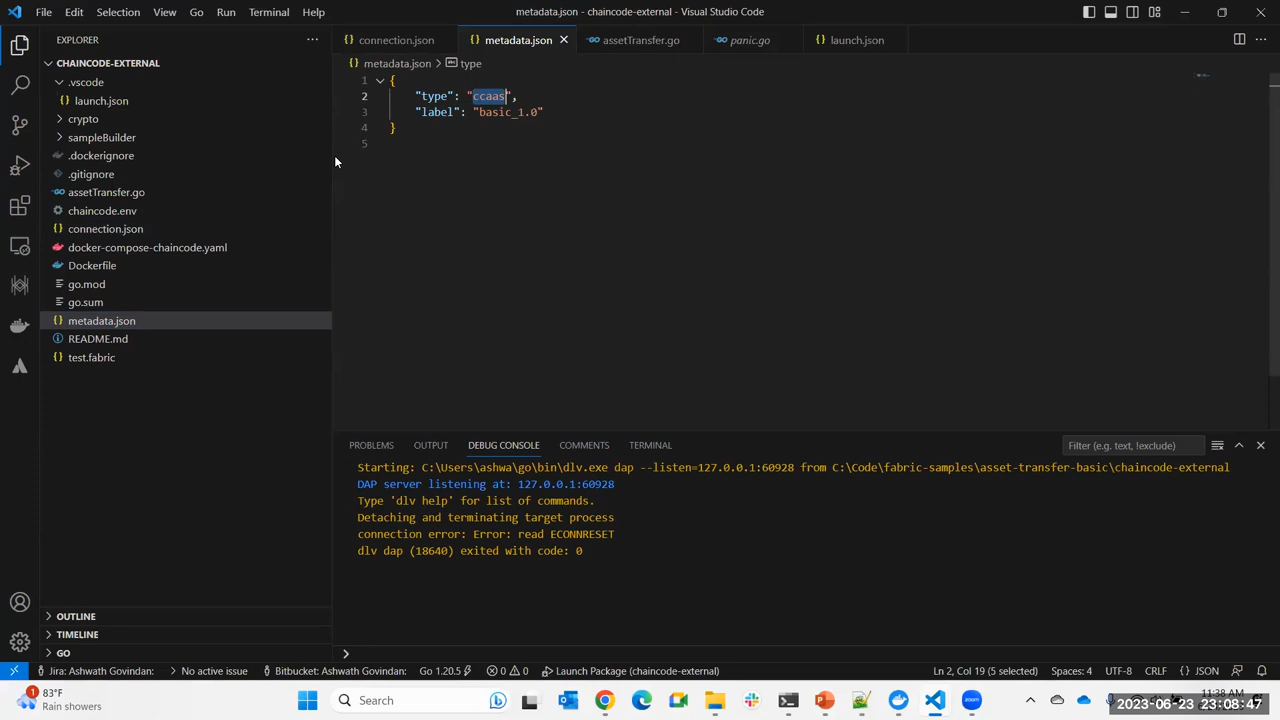 File Edit Selection View Go Run Terminal Help
metadata.json - chaincode-external - Visual Studio Code
EXPLORER
CHAINCODE-EXTERNAL
.vscode
launch.json
crypto
sampleBuilder
.dockerignore
.gitignore
assetTransfer.go
chaincode.env
connection.json
docker-compose-chaincode.yaml
Dockerfile
go.mod
go.sum
metadata.json
README.md
test.fabric
OUTLINE
TIMELINE
GO
connection.json metadata.json assetTransfer.go panic.go launch.json
metadata.json > type
1 {
2 "type": "ccaas",
3 "label": "basic_1.0"
4 }
5
PROBLEMS OUTPUT DEBUG CONSOLE COMMENTS TERMINAL
Filter (e.g. text, !exclude)
Starting: C:\Users\ashwa\go\bin\dlv.exe dap --listen=127.0.0.1:60928 from C:\Code\fabric-samples\asset-transfer-basic\chaincode-external
DAP server listening at: 127.0.0.1:60928
Type 'dlv help' for list of commands.
Detaching and terminating target process
connection error: Error: read ECONNRESET
dlv dap (18640) exited with code: 0
Jira: Ashwath Govindan: No active issue Bitbucket: Ashwath Govindan: Go 1.20.5 0 0 Launch Package (chaincode-external) Ln 2, Col 19 (5 selected) Spaces: 4 UTF-8 CRLF {} JSON
1
83°F
Rain showers
Search
11:38 AM
2023-06-23 23:08:47